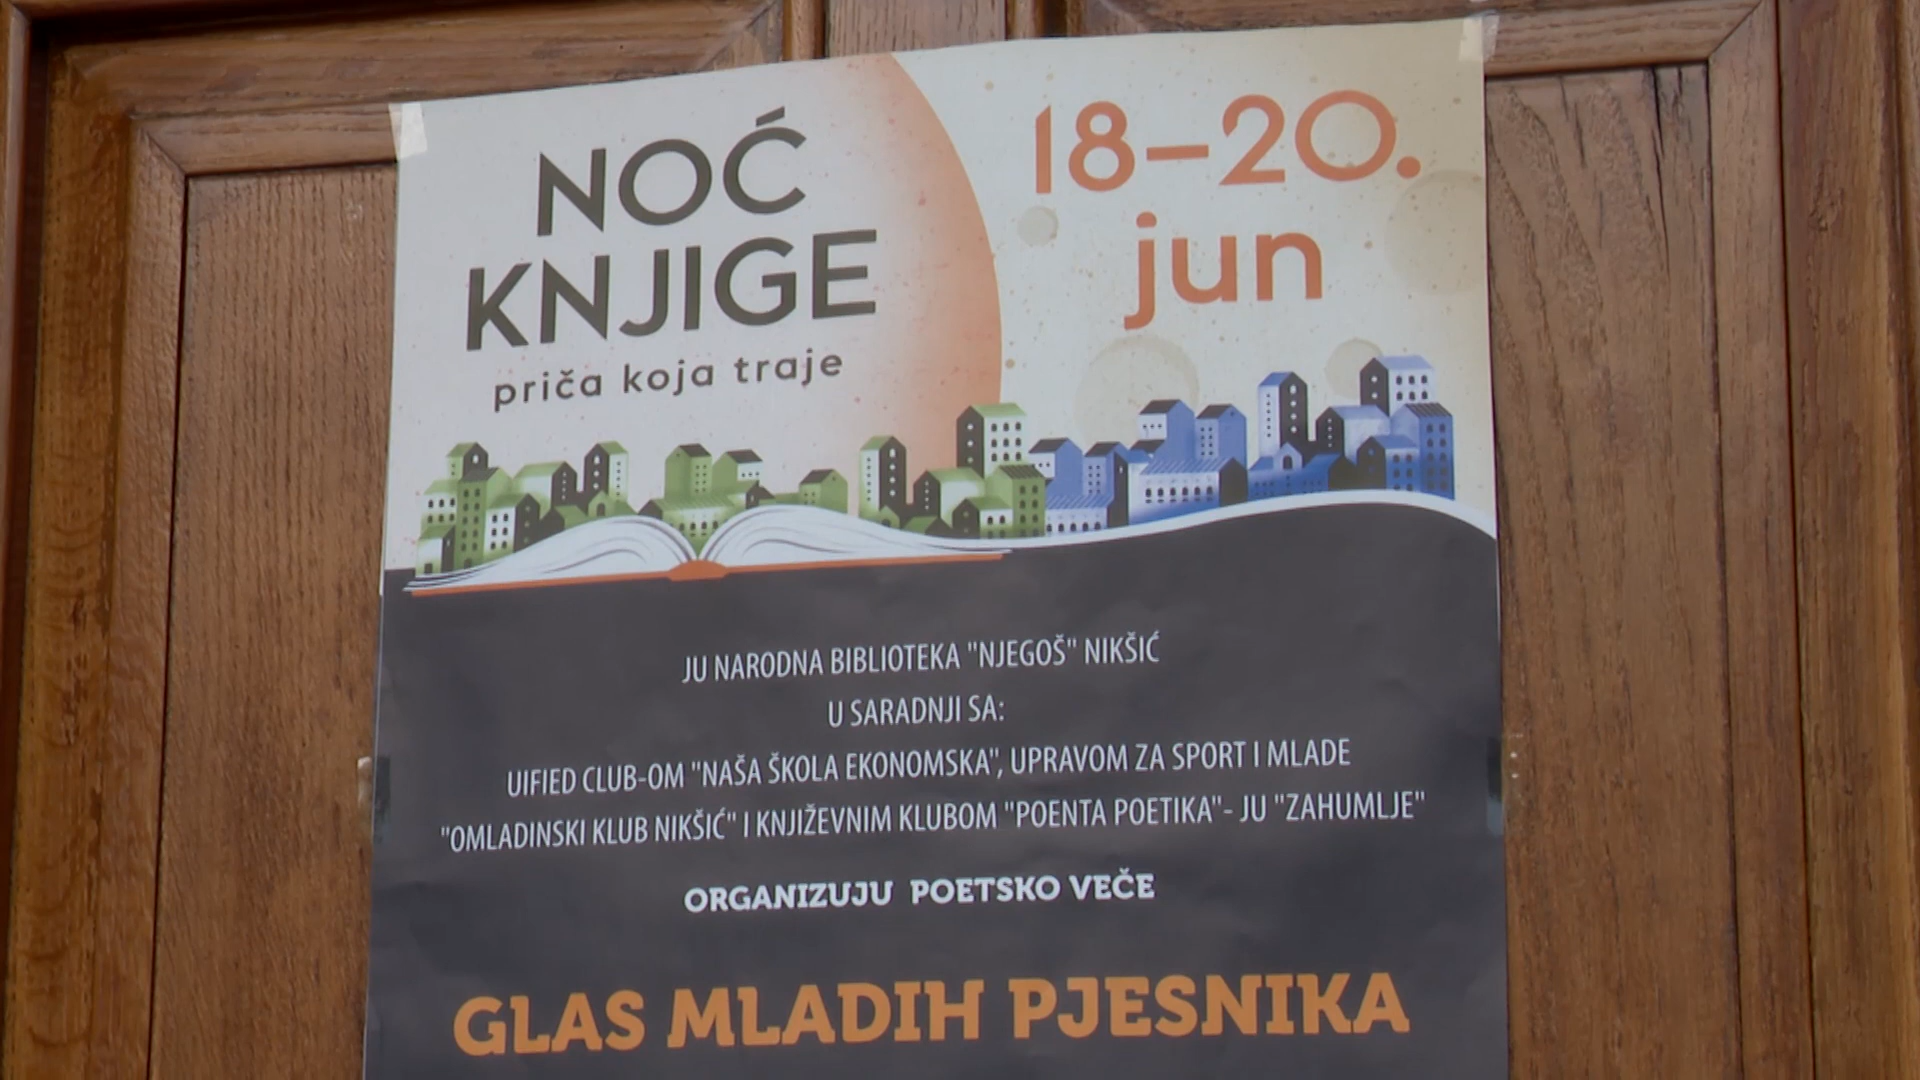 NOĆ
KNJIGE
priča koja traje
18–20.
jun
JU NARODNA BIBLIOTEKA "NJEGOŠ" NIKŠIĆ
U SARADNJI SA:
UIFIED CLUB-OM "NAŠA ŠKOLA EKONOMSKA", UPRAVOM ZA SPORT I MLADE
"OMLADINSKI KLUB NIKŠIĆ" I KNJIŽEVNIM KLUBOM "POENTA POETIKA"- JU "ZAHUMLJE"
ORGANIZUJU POETSKO VEČE
GLAS MLADIH PJESNIKA